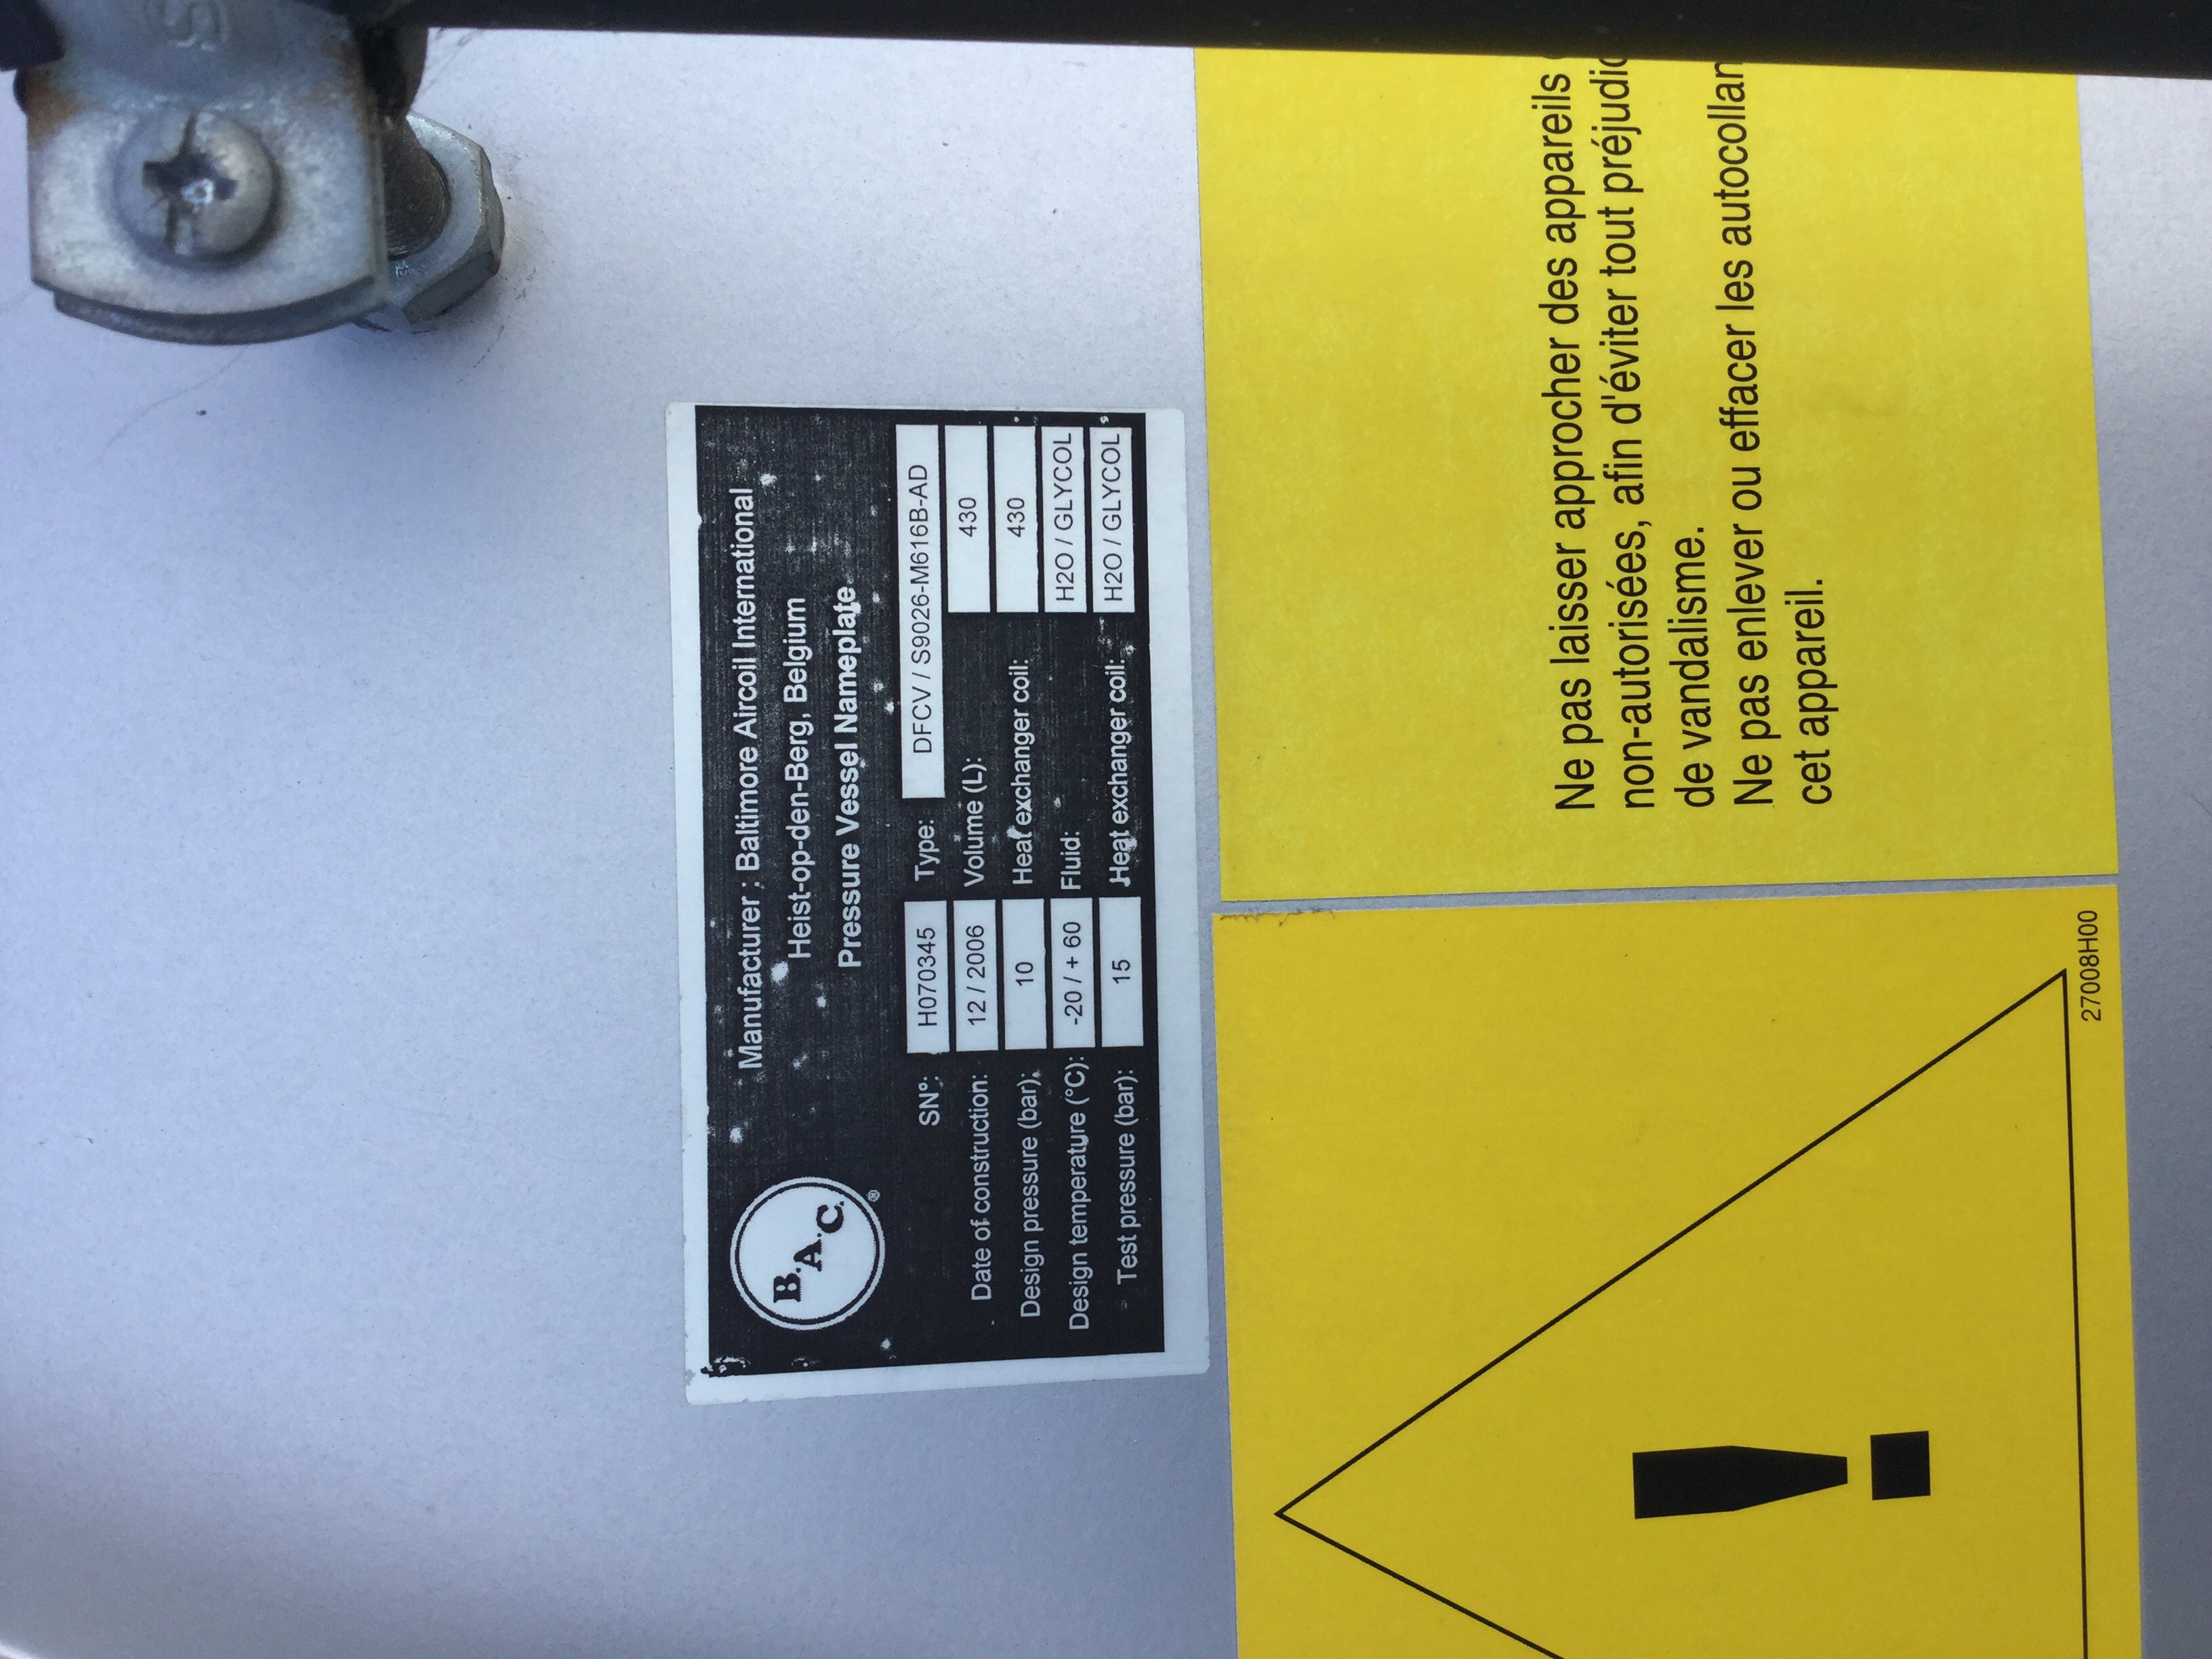 B.A.C.®
Manufacturer : Baltimore Aircoil International
Heist-op-den-Berg, Belgium
Pressure Vessel Nameplate
SN°: H070345 Type: DFCV / S9026-M616B-AD
Date of construction: 12 / 2006 Volume (L): 430
Design pressure (bar): 10 Heat exchanger coil: 430
Design temperature (°C): -20 / + 60 Fluid: H2O / GLYCOL
Test pressure (bar): 15 Heat exchanger coil: H2O / GLYCOL
!
27008H00
Ne pas laisser approcher des appareils
non-autorisées, afin d'éviter tout préjudic
de vandalisme.
Ne pas enlever ou effacer les autocollan
cet appareil.